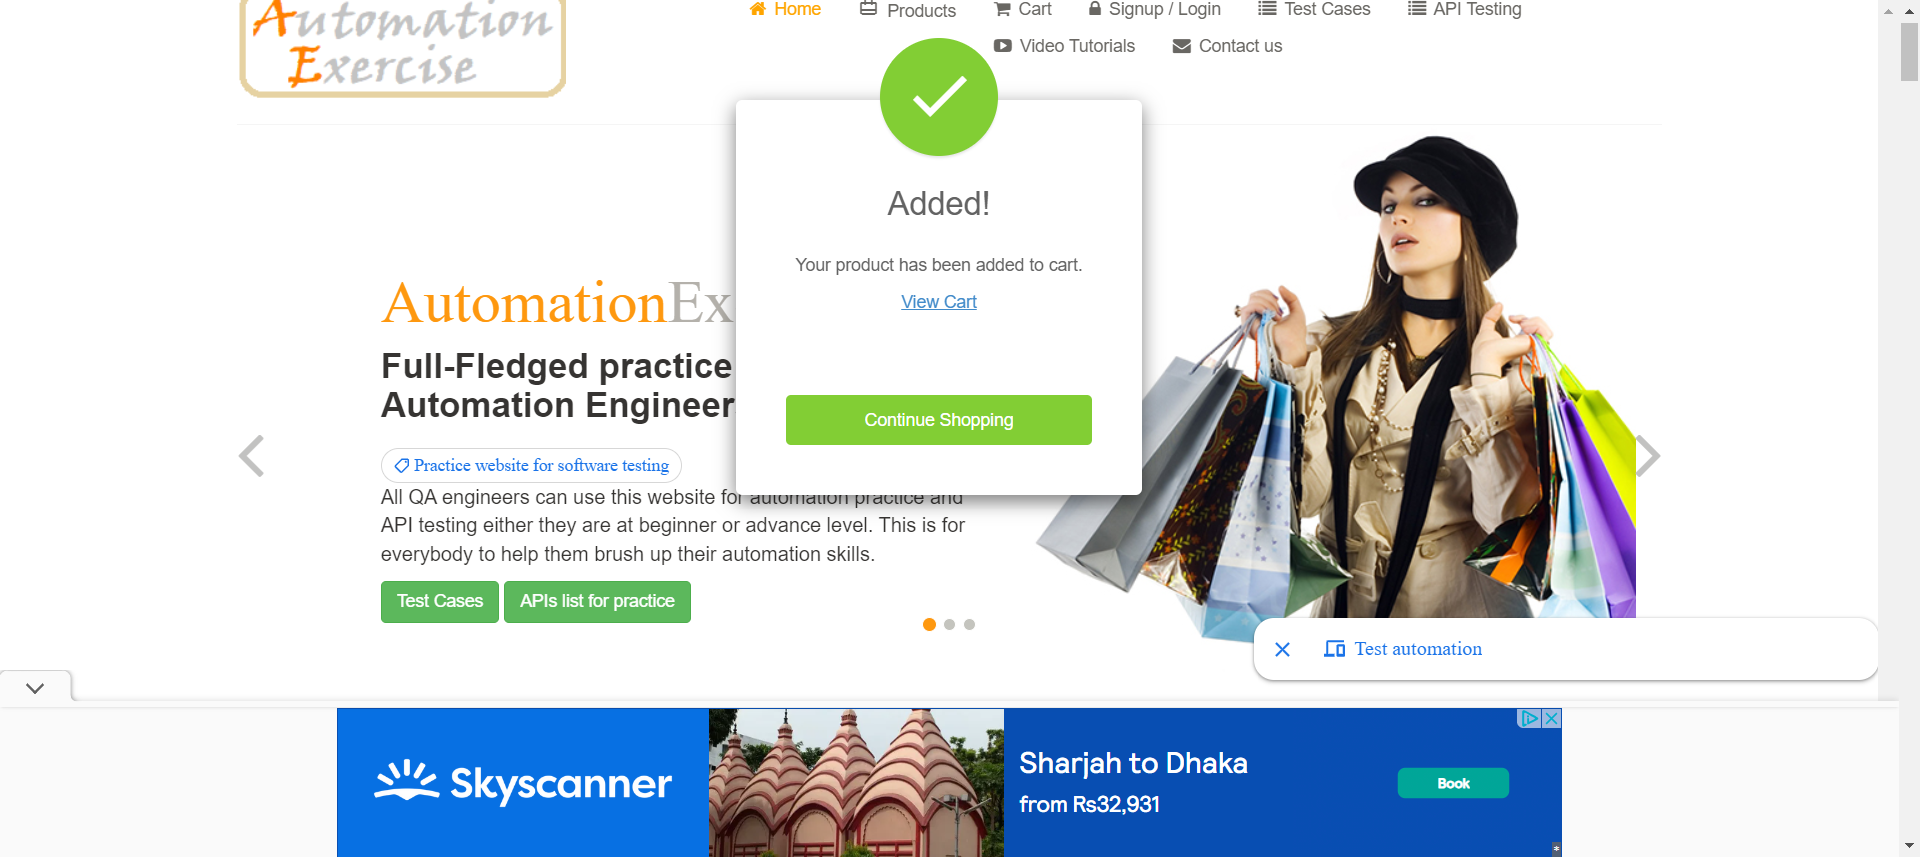 Automation
Exercise
Home
Products
Cart
Signup / Login
Test Cases
API Testing
Video Tutorials
Contact us
Added!
Your product has been added to cart.
View Cart
Continue Shopping
AutomationEx
Full-Fledged practice
Automation Engineer
Practice website for software testing
All QA engineers can use this website for automation practice and
API testing either they are at beginner or advance level. This is for
everybody to help them brush up their automation skills.
Test Cases
APIs list for practice
Test automation
Skyscanner
Sharjah to Dhaka
from Rs32,931
Book